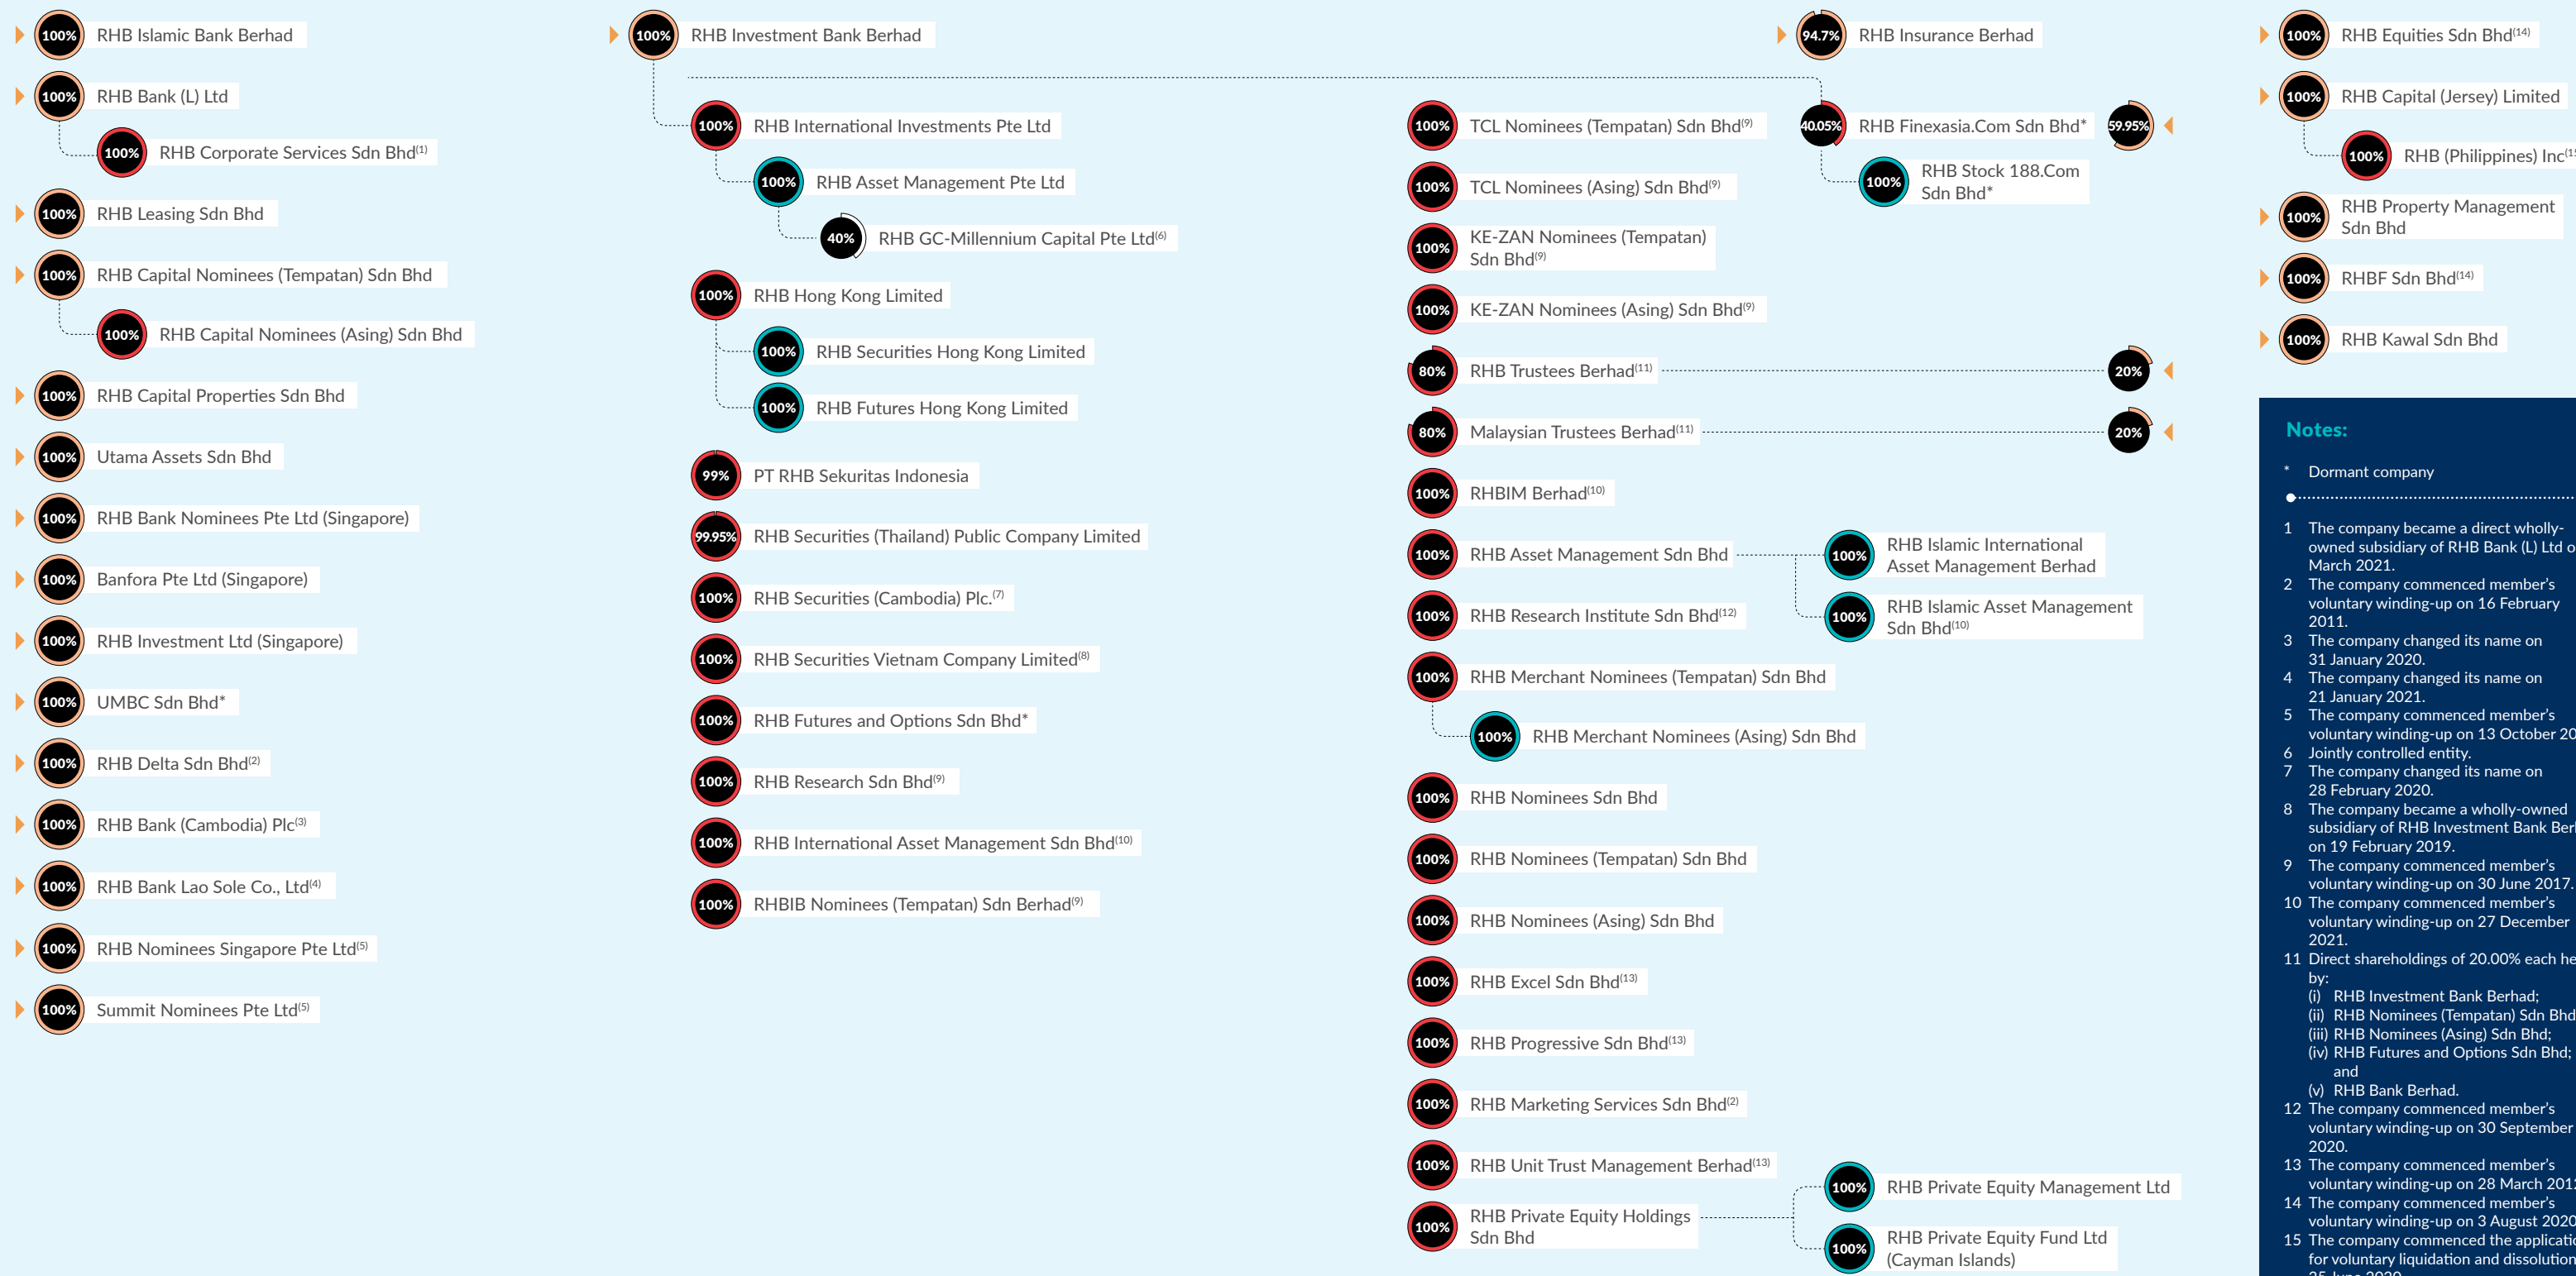 100% RHB Islamic Bank Berhad
100% RHB Bank (L) Ltd
100% RHB Corporate Services Sdn Bhd(1)
100% RHB Leasing Sdn Bhd
100% RHB Capital Nominees (Tempatan) Sdn Bhd
100% RHB Capital Nominees (Asing) Sdn Bhd
100% RHB Capital Properties Sdn Bhd
100% Utama Assets Sdn Bhd
100% RHB Bank Nominees Pte Ltd (Singapore)
100% Banfora Pte Ltd (Singapore)
100% RHB Investment Ltd (Singapore)
100% UMBC Sdn Bhd*
100% RHB Delta Sdn Bhd(2)
100% RHB Bank (Cambodia) Plc(3)
100% RHB Bank Lao Sole Co., Ltd(4)
100% RHB Nominees Singapore Pte Ltd(5)
100% Summit Nominees Pte Ltd(5)
100% RHB Investment Bank Berhad
100% RHB International Investments Pte Ltd
100% RHB Asset Management Pte Ltd
40% RHB GC-Millennium Capital Pte Ltd(6)
100% RHB Hong Kong Limited
100% RHB Securities Hong Kong Limited
100% RHB Futures Hong Kong Limited
99% PT RHB Sekuritas Indonesia
99.95% RHB Securities (Thailand) Public Company Limited
100% RHB Securities (Cambodia) Plc.(7)
100% RHB Securities Vietnam Company Limited(8)
100% RHB Futures and Options Sdn Bhd*
100% RHB Research Sdn Bhd(9)
100% RHB International Asset Management Sdn Bhd(10)
100% RHBIB Nominees (Tempatan) Sdn Berhad(9)
100% TCL Nominees (Tempatan) Sdn Bhd(9)
100% TCL Nominees (Asing) Sdn Bhd(9)
100% KE-ZAN Nominees (Tempatan)
Sdn Bhd(9)
100% KE-ZAN Nominees (Asing) Sdn Bhd(9)
80% RHB Trustees Berhad(11) 20%
80% Malaysian Trustees Berhad(11) 20%
100% RHBIM Berhad(10)
100% RHB Asset Management Sdn Bhd
100% RHB Islamic International
Asset Management Berhad
100% RHB Islamic Asset Management
Sdn Bhd(10)
100% RHB Research Institute Sdn Bhd(12)
100% RHB Merchant Nominees (Tempatan) Sdn Bhd
100% RHB Merchant Nominees (Asing) Sdn Bhd
100% RHB Nominees Sdn Bhd
100% RHB Nominees (Tempatan) Sdn Bhd
100% RHB Nominees (Asing) Sdn Bhd
100% RHB Excel Sdn Bhd(13)
100% RHB Progressive Sdn Bhd(13)
100% RHB Marketing Services Sdn Bhd(2)
100% RHB Unit Trust Management Berhad(13)
100% RHB Private Equity Holdings
Sdn Bhd
100% RHB Private Equity Management Ltd
100% RHB Private Equity Fund Ltd
(Cayman Islands)
94.7% RHB Insurance Berhad
40.05% RHB Finexasia.Com Sdn Bhd* 59.95%
100% RHB Stock 188.Com
Sdn Bhd*
100% RHB Equities Sdn Bhd(14)
100% RHB Capital (Jersey) Limited
100% RHB (Philippines) Inc
100% RHB Property Management
Sdn Bhd
100% RHBF Sdn Bhd(14)
100% RHB Kawal Sdn Bhd
Notes:
* Dormant company
1 The company became a direct wholly-
owned subsidiary of RHB Bank (L) Ltd
March 2021.
2 The company commenced member's
voluntary winding-up on 16 February
2011.
3 The company changed its name on
31 January 2020.
4 The company changed its name on
21 January 2021.
5 The company commenced member's
voluntary winding-up on 13 October
6 Jointly controlled entity.
7 The company changed its name on
28 February 2020.
8 The company became a wholly-owned
subsidiary of RHB Investment Bank
on 19 February 2019.
9 The company commenced member's
voluntary winding-up on 30 June 2017.
10 The company commenced member's
voluntary winding-up on 27 December
2021.
11 Direct shareholdings of 20.00% each
by:
(i) RHB Investment Bank Berhad;
(ii) RHB Nominees (Tempatan) Sdn Bhd
(iii) RHB Nominees (Asing) Sdn Bhd;
(iv) RHB Futures and Options Sdn Bhd;
and
(v) RHB Bank Berhad.
12 The company commenced member's
voluntary winding-up on 30 September
2020.
13 The company commenced member's
voluntary winding-up on 28 March
14 The company commenced member's
voluntary winding-up on 3 August 2020
15 The company commenced the
for voluntary liquidation and dissolution